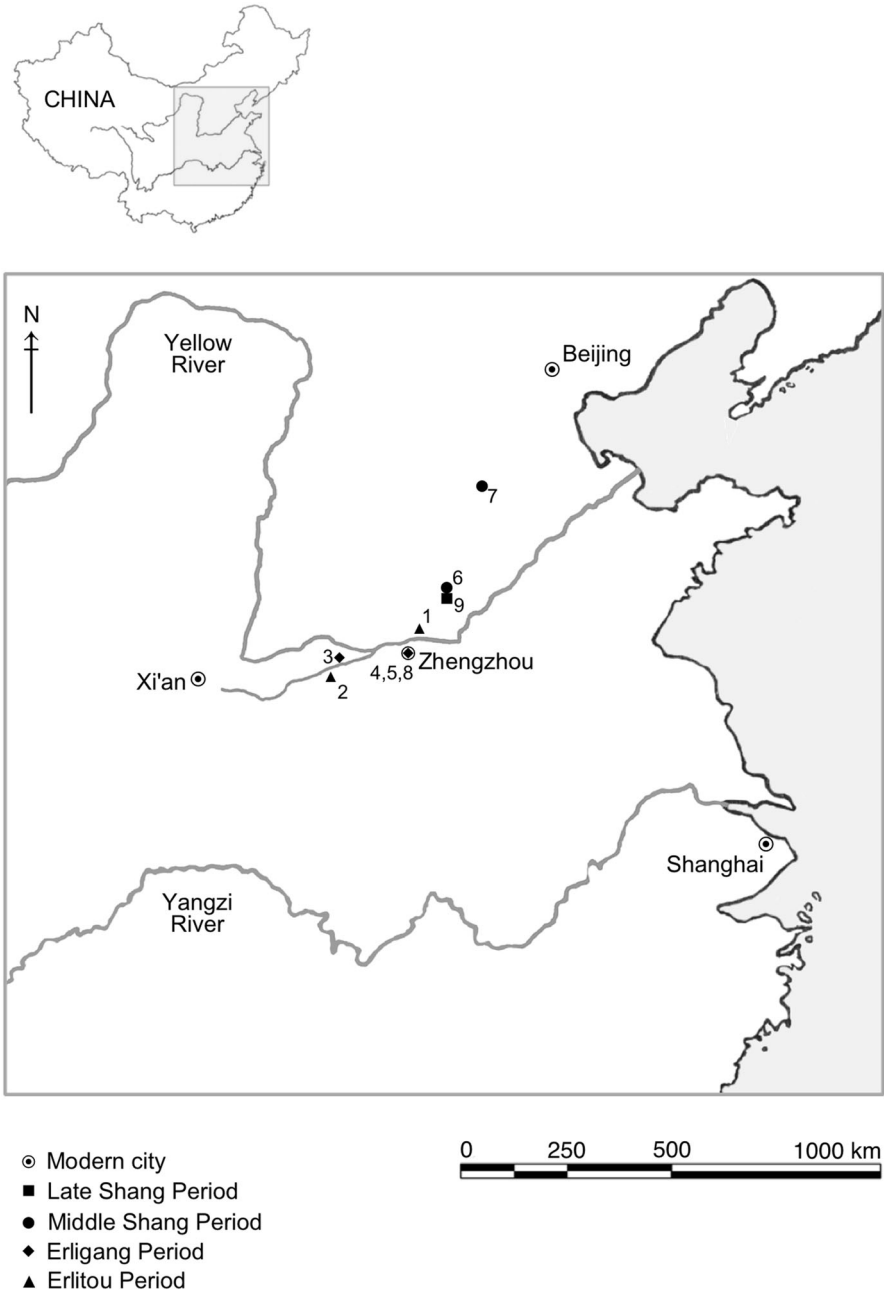 CHINA
N
Yellow
River
Beijing
7
6
9
1
3
Zhengzhou
4,5,8
Xi'an
2
Shanghai
Yangzi
River
0 250 500 1000 km
Modern city
Late Shang Period
Middle Shang Period
Erligang Period
Erlitou Period